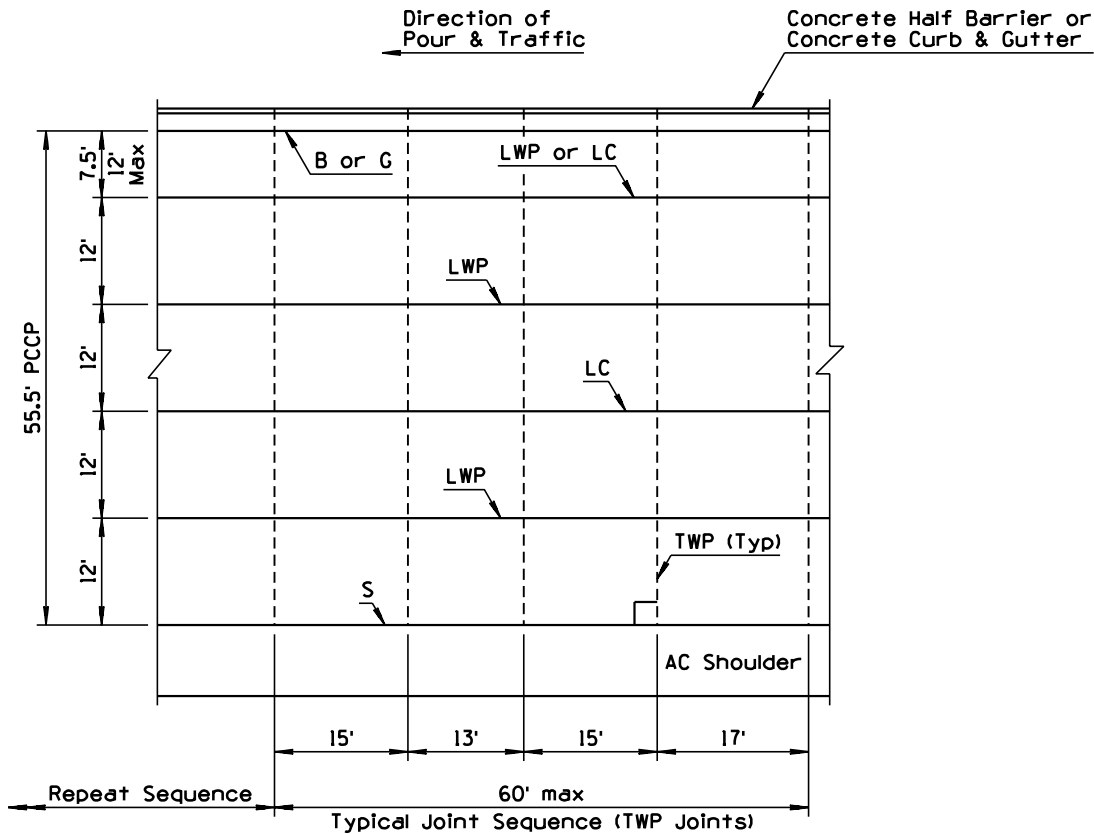 Direction of
Pour & Traffic
Concrete Half Barrier or
Concrete Curb & Gutter
7.5'
12'
Max
B or G
LWP or LC
12'
LWP
55.5' PCCP
12'
LC
12'
LWP
12'
TWP (Typ)
S
AC Shoulder
15'
13'
15'
17'
Repeat Sequence
60' max
Typical Joint Sequence (TWP Joints)